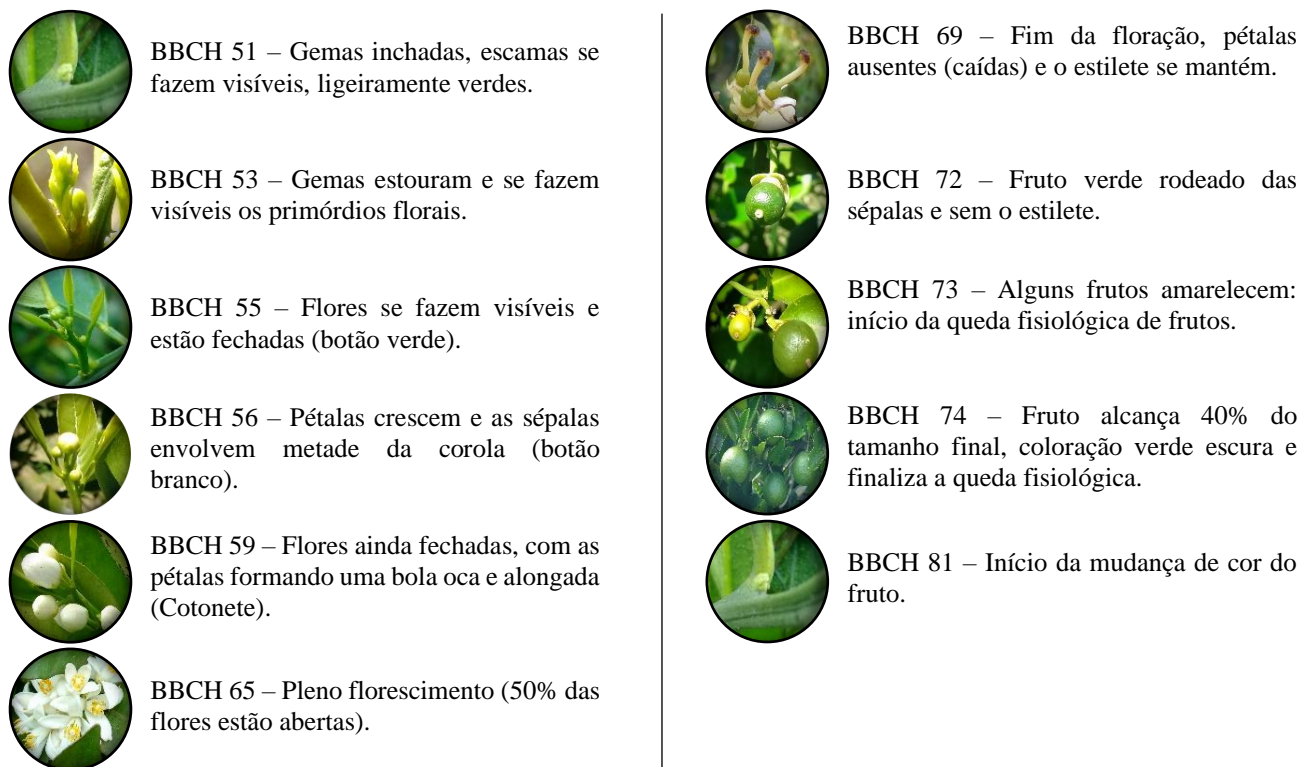 BBCH 51 – Gemas inchadas, escamas se
fazem visíveis, ligeiramente verdes.
BBCH 53 – Gemas estouram e se fazem
visíveis os primórdios florais.
BBCH 55 – Flores se fazem visíveis e
estão fechadas (botão verde).
BBCH 56 – Pétalas crescem e as sépalas
envolvem metade da corola (botão
branco).
BBCH 59 – Flores ainda fechadas, com as
pétalas formando uma bola oca e alongada
(Cotonete).
BBCH 65 – Pleno florescimento (50% das
flores estão abertas).
BBCH 69 – Fim da floração, pétalas
ausentes (caídas) e o estilete se mantém.
BBCH 72 – Fruto verde rodeado das
sépalas e sem o estilete.
BBCH 73 – Alguns frutos amarelecem:
início da queda fisiológica de frutos.
BBCH 74 – Fruto alcança 40% do
tamanho final, coloração verde escura e
finaliza a queda fisiológica.
BBCH 81 – Início da mudança de cor do
fruto.